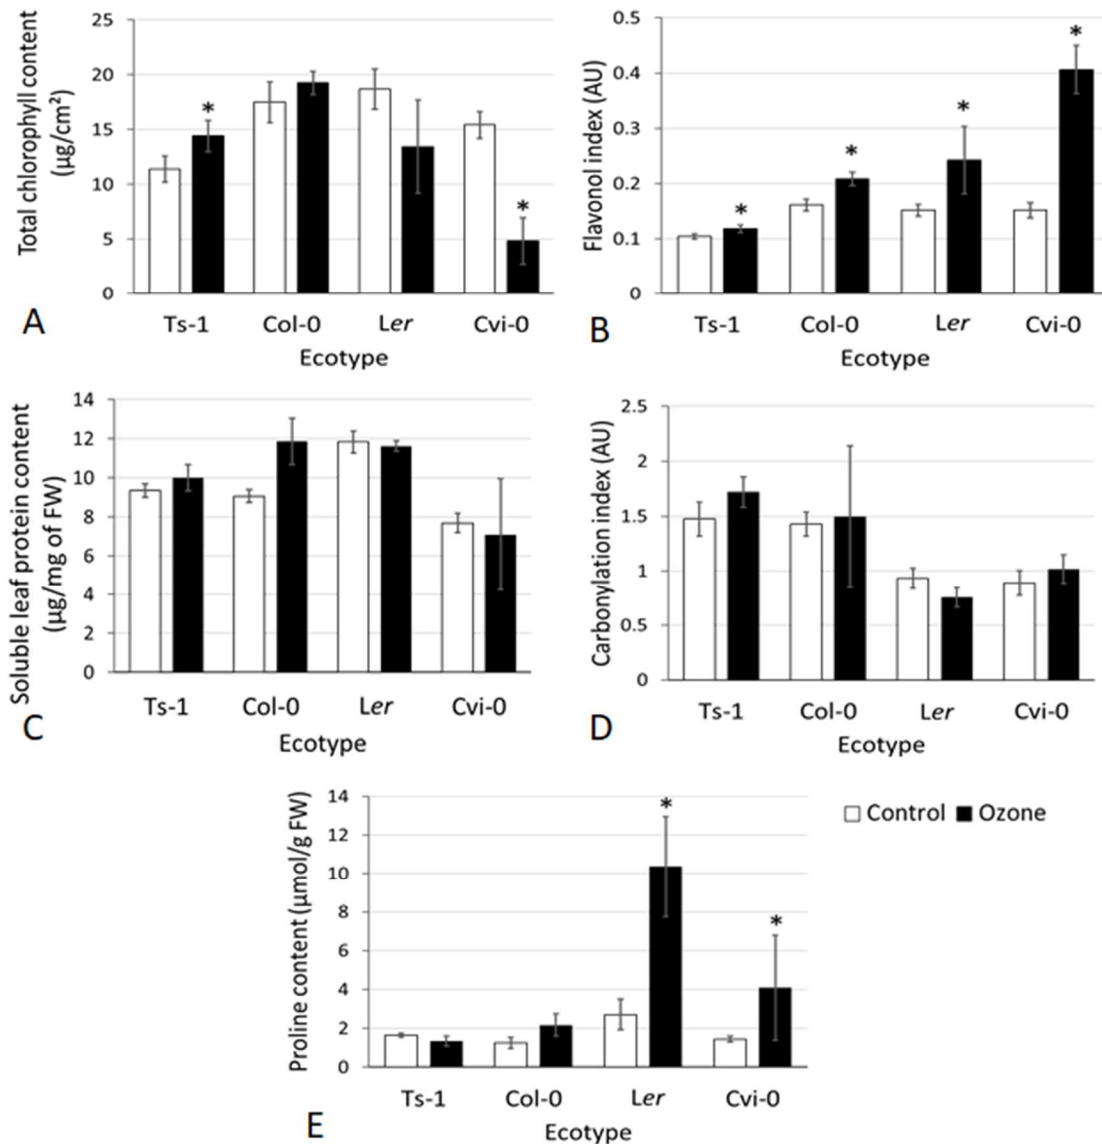 Total chlorophyll content
(µg/cm²)
25
20
15
10
5
0
*
*
Ts-1 Col-0 Ler Cvi-0
Ecotype
A
Flavonol index (AU)
0.5
0.4
0.3
0.2
0.1
0
*
*
*
*
Ts-1 Col-0 Ler Cvi-0
Ecotype
B
Soluble leaf protein content
(µg/mg of FW)
14
12
10
8
6
4
2
0
Ts-1 Col-0 Ler Cvi-0
Ecotype
C
Carbonylation index (AU)
2.5
2
1.5
1
0.5
0
Ts-1 Col-0 Ler Cvi-0
Ecotype
D
Proline content (µmol/g FW)
14
12
10
8
6
4
2
0
*
*
Ts-1 Col-0 Ler Cvi-0
Ecotype
E
Control Ozone